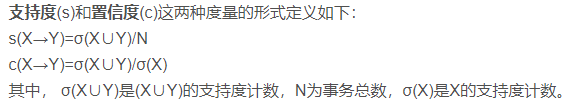 支持度(s)和置信度(c)这两种度量的形式定义如下：
s(X→Y)=σ(X∪Y)/N
c(X→Y)=σ(X∪Y)/σ(X)
其中， σ(X∪Y)是(X∪Y)的支持度计数，N为事务总数，σ(X)是X的支持度计数。